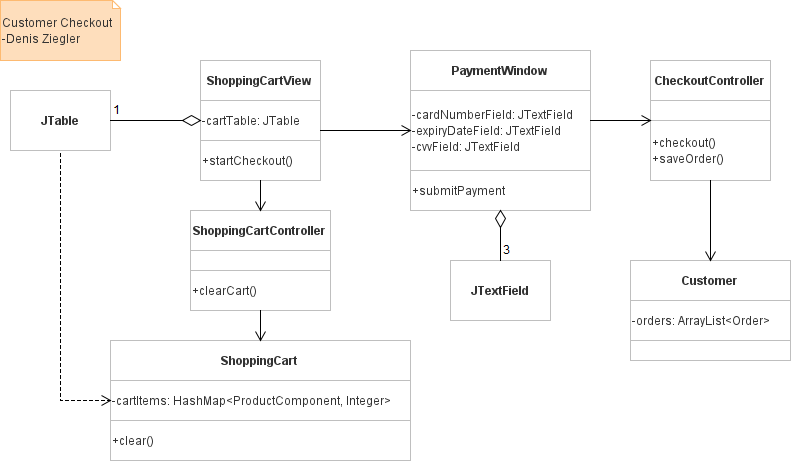 Customer Checkout
-Denis Ziegler
JTable
1
ShoppingCartView
-cartTable: JTable
+startCheckout()
PaymentWindow
-cardNumberField: JTextField
-expiryDateField: JTextField
-cvvField: JTextField
+submitPayment
CheckoutController
+checkout()
+saveOrder()
ShoppingCartController
+clearCart()
3
JTextField
Customer
-orders: ArrayList<Order>
ShoppingCart
-cartItems: HashMap<ProductComponent, Integer>
+clear()